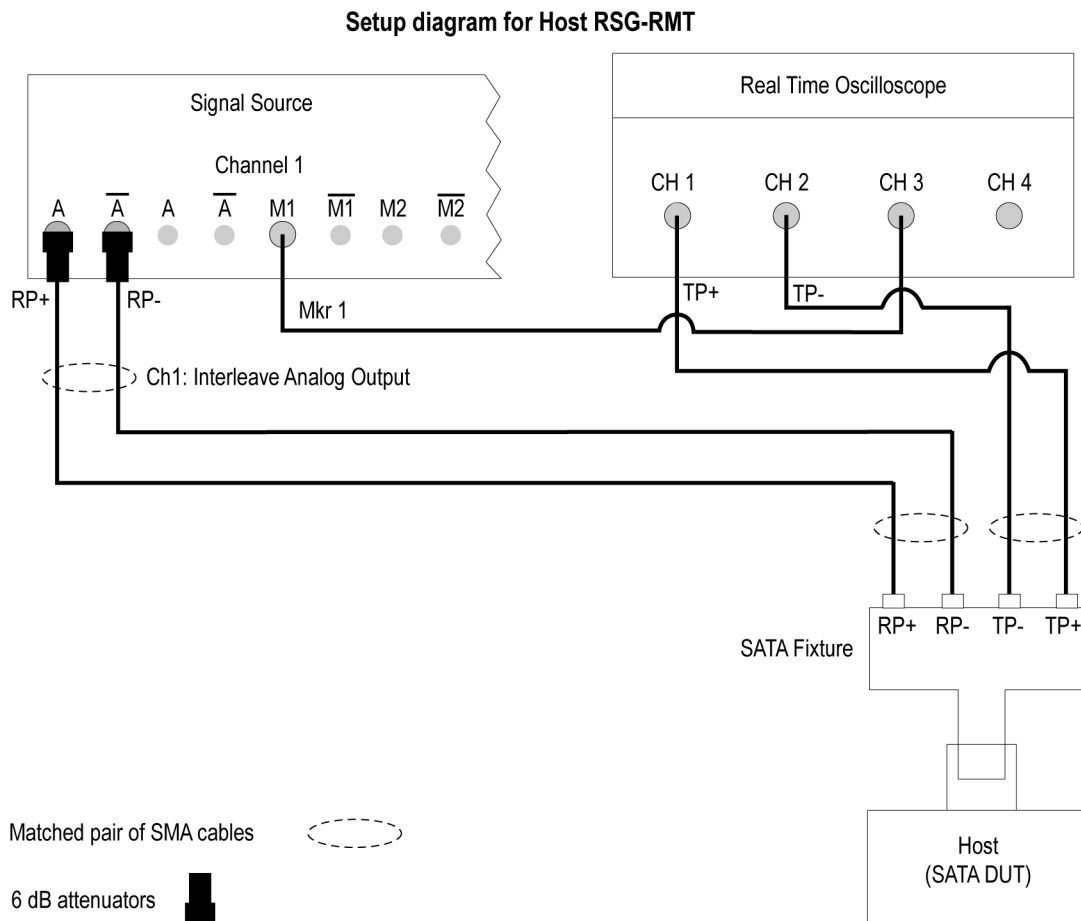 Setup diagram for Host RSG-RMT
Signal Source
Real Time Oscilloscope
Channel 1
A A̅ A A̅ M1 M̅1̅ M2 M̅2̅
CH 1 CH 2 CH 3 CH 4
RP+ RP-
Mkr 1
TP+ TP-
Ch1: Interleave Analog Output
RP+ RP- TP- TP+
SATA Fixture
Matched pair of SMA cables
6 dB attenuators
Host
(SATA DUT)